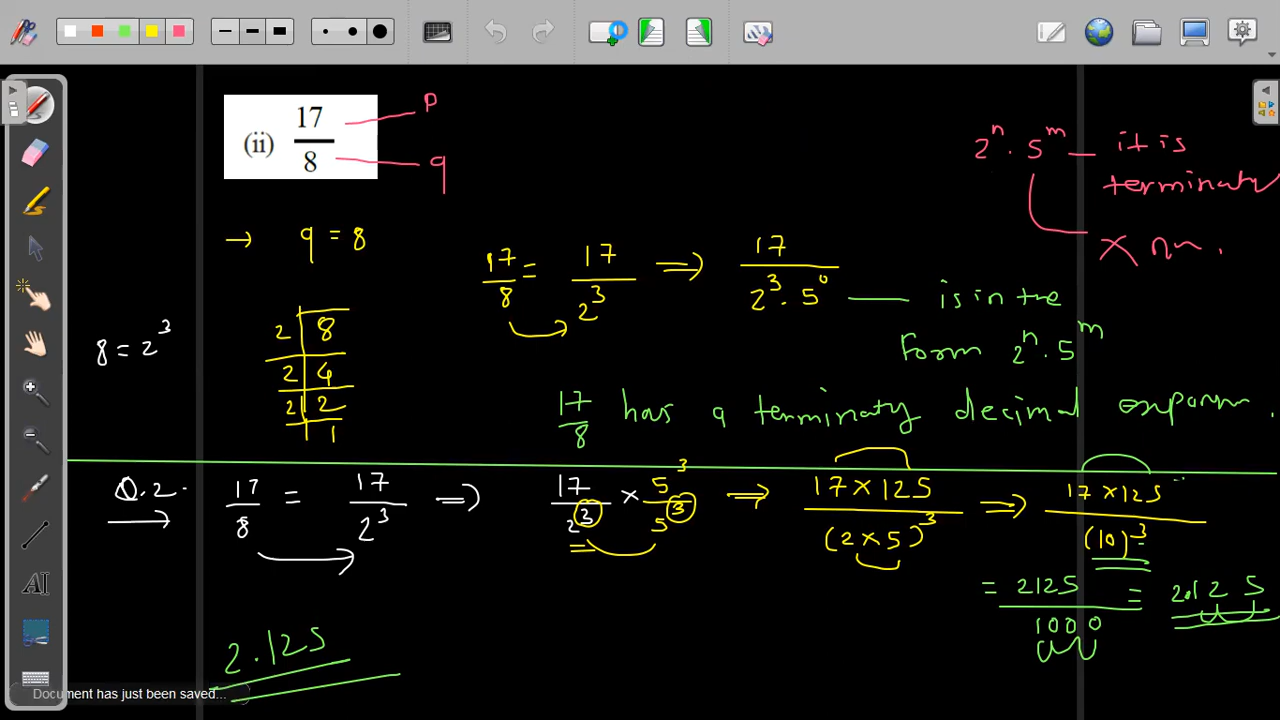 (ii) 17/8
p
q
2^n · 5^m — it is
terminaty
X
→ q = 8
17/8 = 17/2^3 ⇒ 17/(2^3 · 5^0) — is in the
form 2^n · 5^m
8 = 2^3
2 | 8
2 | 4
2 | 2
1
17/8 has a terminaty decimal
Q.2. 17/8 = 17/2^3 ⇒ 17/2^3 × 5^3/5^3 ⇒ 17 × 125/(2 × 5)^3 ⇒ 17 × 125/(10)^3
= 2125/1000 = 2.125
2.125
Document has just been saved...